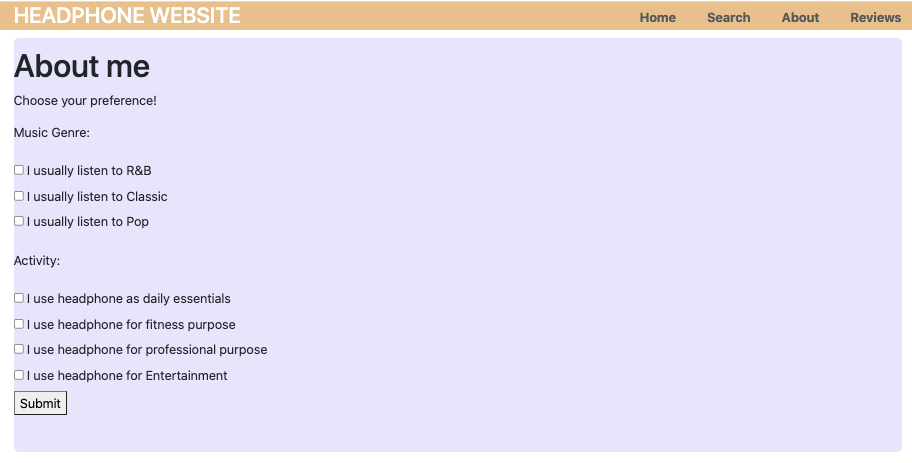 HEADPHONE WEBSITE
Home Search About Reviews
About me
Choose your preference!
Music Genre:
I usually listen to R&B
I usually listen to Classic
I usually listen to Pop
Activity:
I use headphone as daily essentials
I use headphone for fitness purpose
I use headphone for professional purpose
I use headphone for Entertainment
Submit